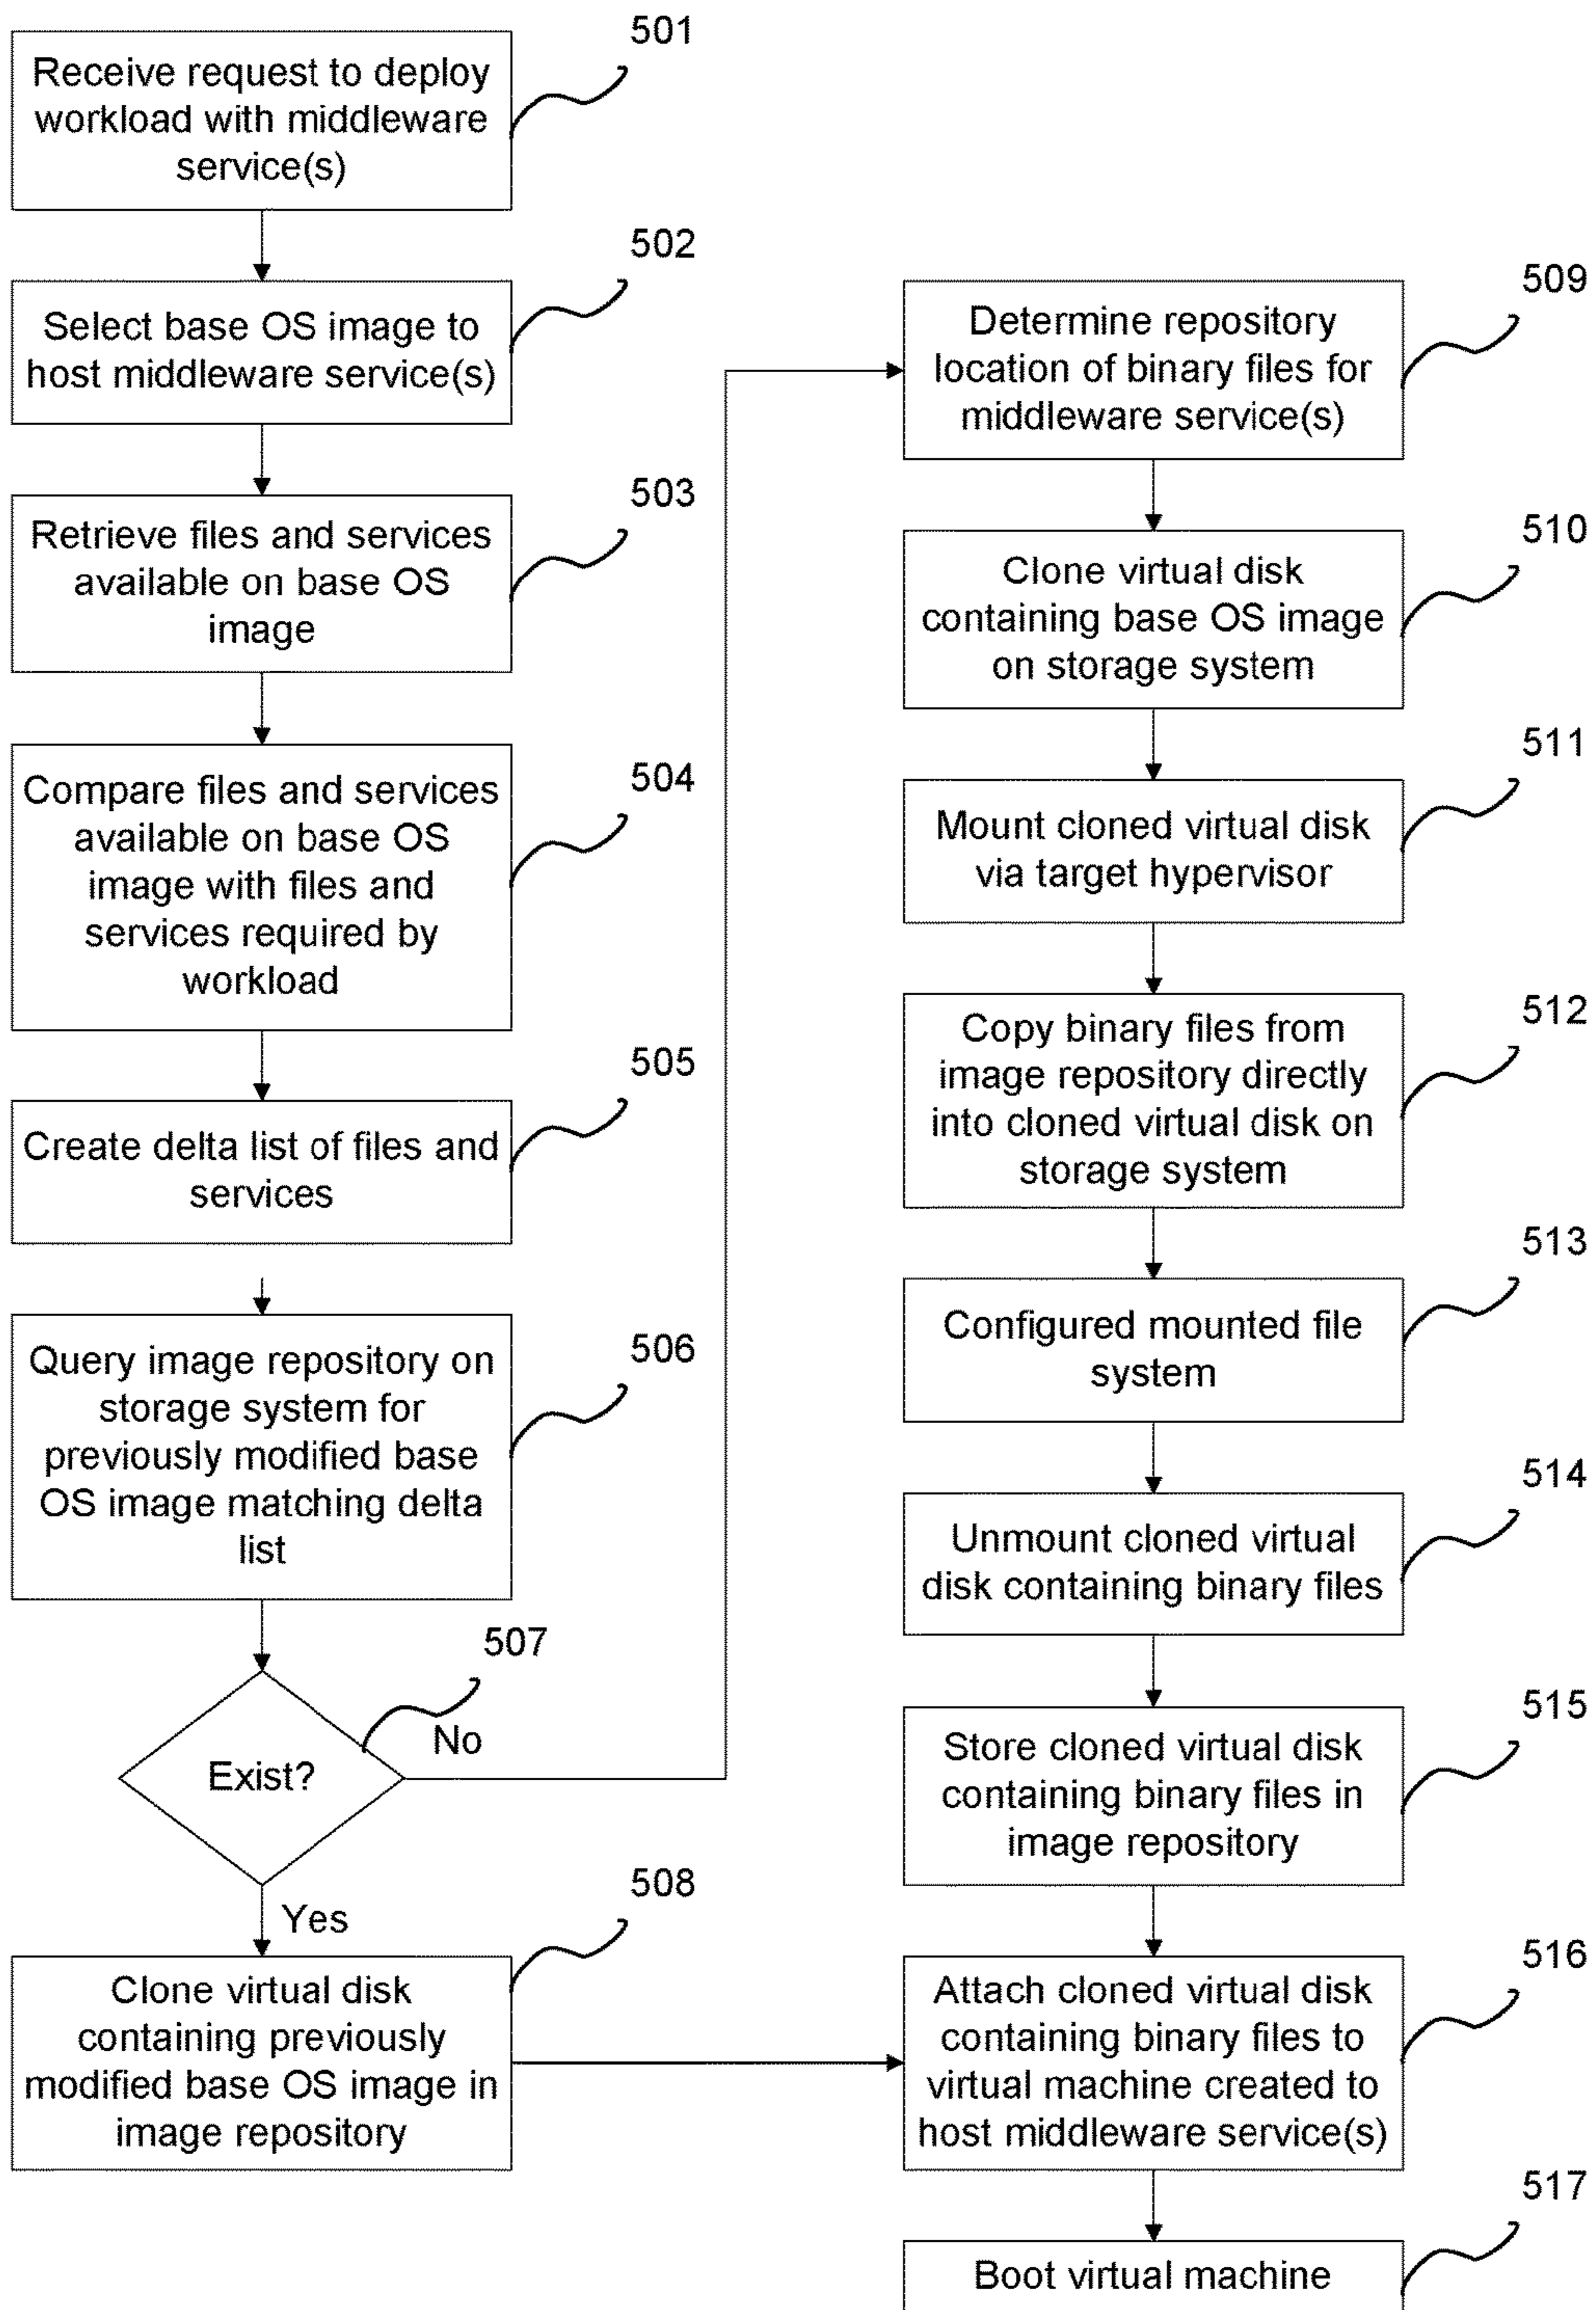 501
Receive request to deploy
workload with middleware
service(s)
502
Select base OS image to
host middleware service(s)
503
Retrieve files and services
available on base OS
image
504
Compare files and services
available on base OS
image with files and
services required by
workload
505
Create delta list of files and
services
506
Query image repository on
storage system for
previously modified base
OS image matching delta
list
507
No
Exist?
Yes
508
Clone virtual disk
containing previously
modified base OS image in
image repository
509
Determine repository
location of binary files for
middleware service(s)
510
Clone virtual disk
containing base OS image
on storage system
511
Mount cloned virtual disk
via target hypervisor
512
Copy binary files from
image repository directly
into cloned virtual disk on
storage system
513
Configured mounted file
system
514
Unmount cloned virtual
disk containing binary files
515
Store cloned virtual disk
containing binary files in
image repository
516
Attach cloned virtual disk
containing binary files to
virtual machine created to
host middleware service(s)
517
Boot virtual machine